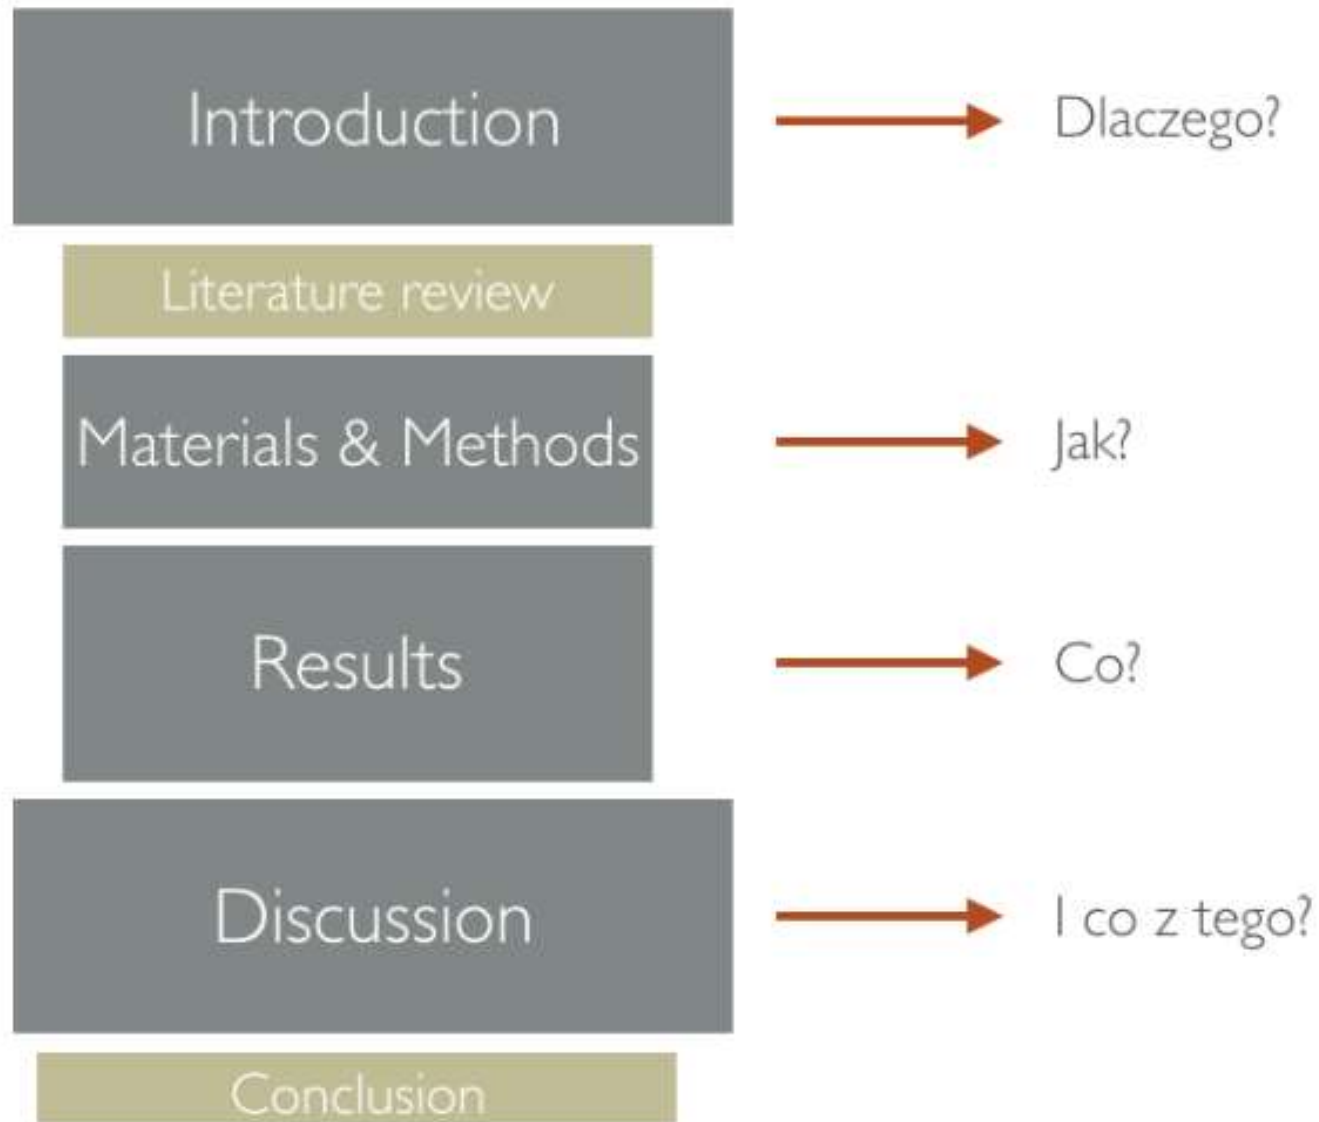 Introduction
Dlaczego?
Literature review
Materials & Methods
Jak?
Results
Co?
Discussion
I co z tego?
Conclusion